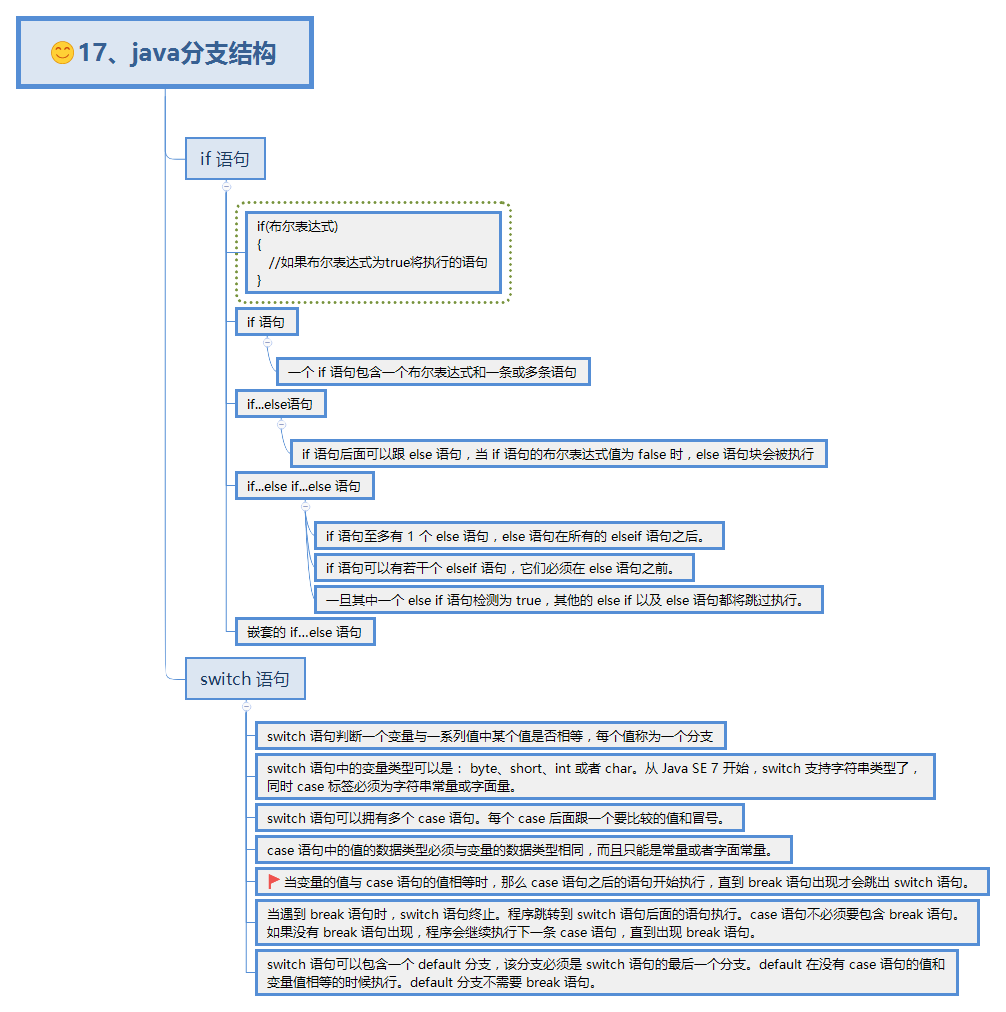 😊17、java分支结构
if 语句
if(布尔表达式)
{
//如果布尔表达式为true将执行的语句
}
if 语句
一个 if 语句包含一个布尔表达式和一条或多条语句
if...else语句
if 语句后面可以跟 else 语句，当 if 语句的布尔表达式值为 false 时，else 语句块会被执行
if...else if...else 语句
if 语句至多有 1 个 else 语句，else 语句在所有的 elseif 语句之后。
if 语句可以有若干个 elseif 语句，它们必须在 else 语句之前。
一旦其中一个 else if 语句检测为 true，其他的 else if 以及 else 语句都将跳过执行。
嵌套的 if…else 语句
switch 语句
switch 语句判断一个变量与一系列值中某个值是否相等，每个值称为一个分支
switch 语句中的变量类型可以是： byte、short、int 或者 char。从 Java SE 7 开始，switch 支持字符串类型了，
同时 case 标签必须为字符串常量或字面量。
switch 语句可以拥有多个 case 语句。每个 case 后面跟一个要比较的值和冒号。
case 语句中的值的数据类型必须与变量的数据类型相同，而且只能是常量或者字面常量。
当变量的值与 case 语句的值相等时，那么 case 语句之后的语句开始执行，直到 break 语句出现才会跳出 switch 语句。
当遇到 break 语句时，switch 语句终止。程序跳转到 switch 语句后面的语句执行。case 语句不必须要包含 break 语句。
如果没有 break 语句出现，程序会继续执行下一条 case 语句，直到出现 break 语句。
switch 语句可以包含一个 default 分支，该分支必须是 switch 语句的最后一个分支。default 在没有 case 语句的值和
变量值相等的时候执行。default 分支不需要 break 语句。